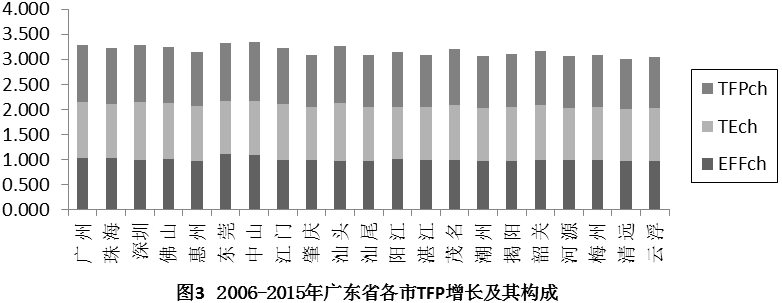 4.000
3.500
3.000
2.500
2.000
1.500
1.000
0.500
0.000
TFPch
TEch
EFFch
广州
珠海
深圳
佛山
惠州
东莞
中山
江门
肇庆
汕头
汕尾
阳江
湛江
茂名
潮州
揭阳
韶关
河源
梅州
清远
云浮
图3 2006-2015年广东省各市TFP增长及其构成